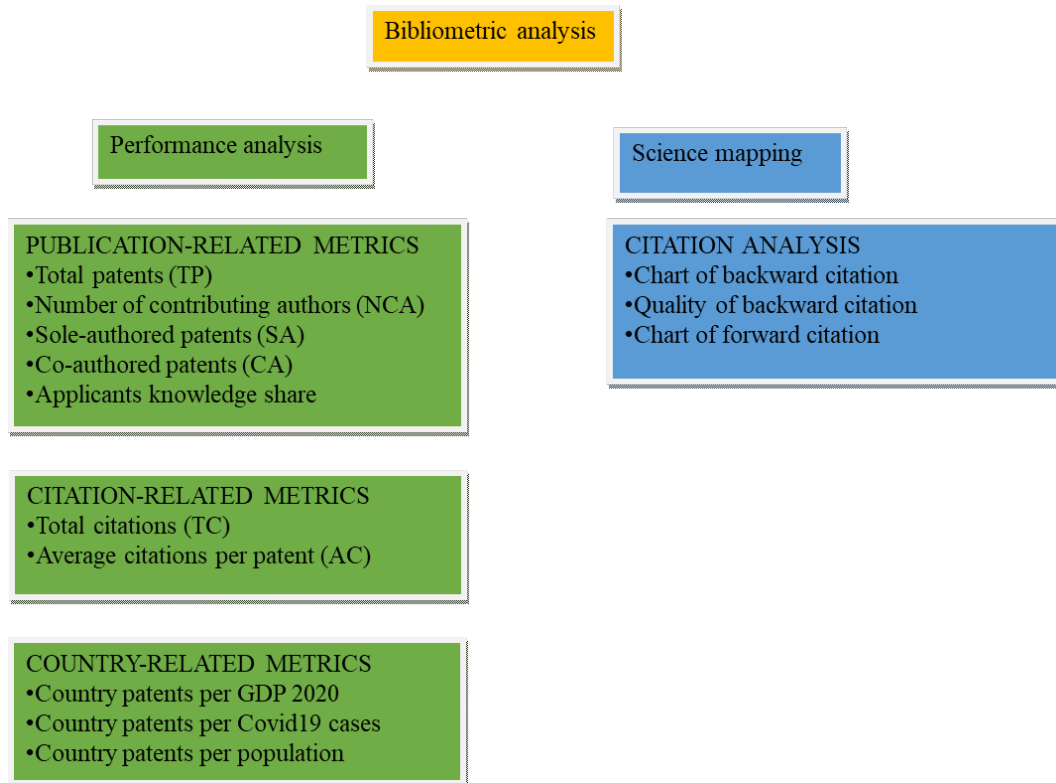 Bibliometric analysis
Performance analysis
Science mapping
PUBLICATION-RELATED METRICS
•Total patents (TP)
•Number of contributing authors (NCA)
•Sole-authored patents (SA)
•Co-authored patents (CA)
•Applicants knowledge share
CITATION ANALYSIS
•Chart of backward citation
•Quality of backward citation
•Chart of forward citation
CITATION-RELATED METRICS
•Total citations (TC)
•Average citations per patent (AC)
COUNTRY-RELATED METRICS
•Country patents per GDP 2020
•Country patents per Covid19 cases
•Country patents per population